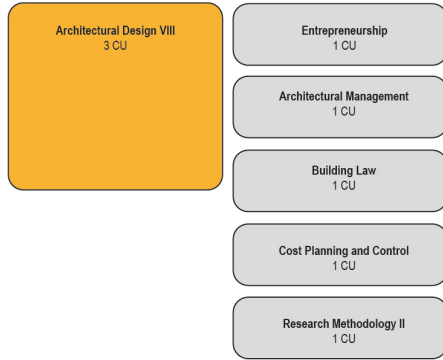 Architectural Design VIII
3 CU
Entrepreneurship
1 CU
Architectural Management
1 CU
Building Law
1 CU
Cost Planning and Control
1 CU
Research Methodology II
1 CU